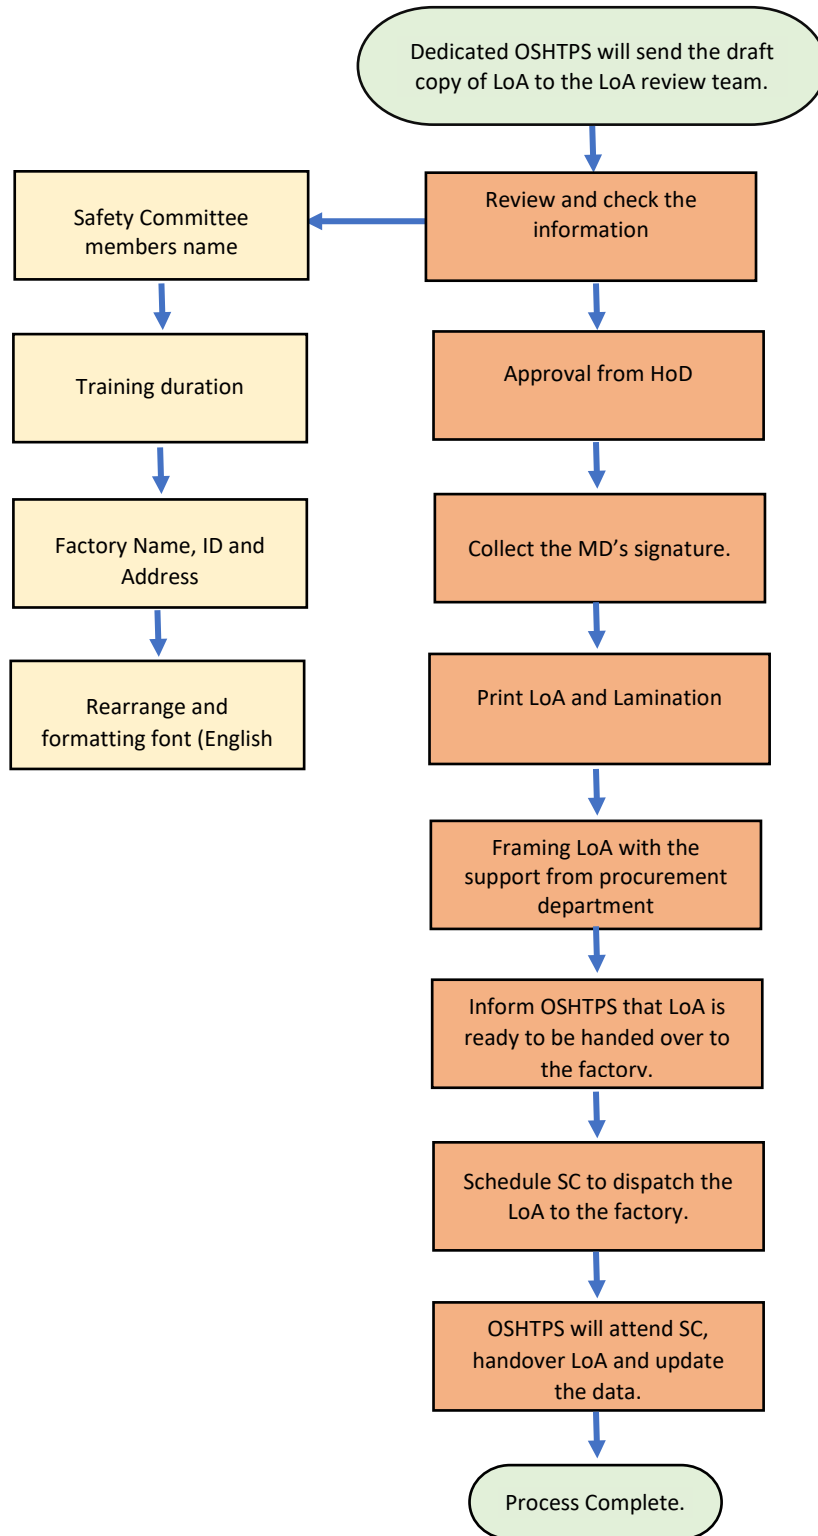 Dedicated OSHTPS will send the draft
copy of LoA to the LoA review team.
Review and check the
information
Safety Committee
members name
Training duration
Factory Name, ID and
Address
Rearrange and
formatting font (English
Approval from HoD
Collect the MD’s signature.
Print LoA and Lamination
Framing LoA with the
support from procurement
department
Inform OSHTPS that LoA is
ready to be handed over to
the factory.
Schedule SC to dispatch the
LoA to the factory.
OSHTPS will attend SC,
handover LoA and update
the data.
Process Complete.